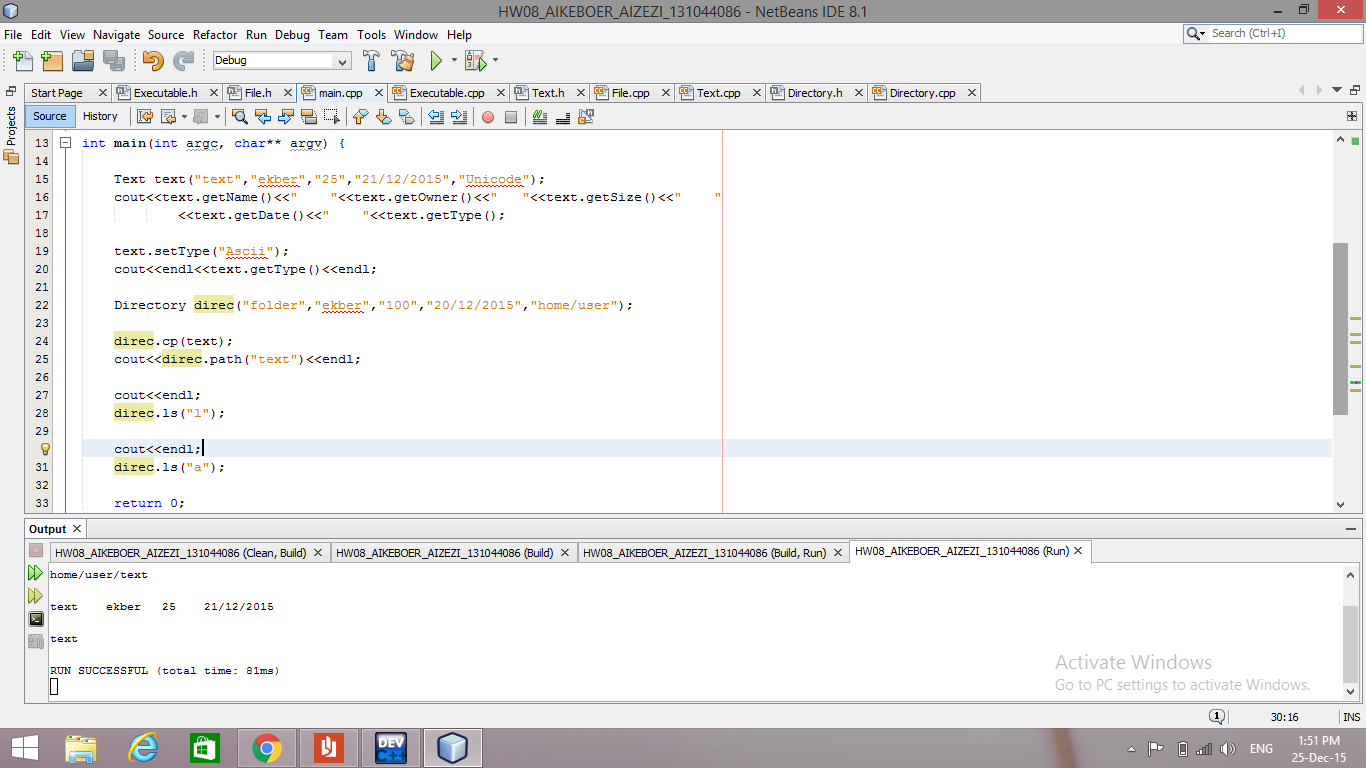 HW08_AIKEBOER_AIZEZI_131044086 - NetBeans IDE 8.1
File Edit View Navigate Source Refactor Run Debug Team Tools Window Help
Search (Ctrl+I)
Debug
Start Page Executable.h File.h main.cpp Executable.cpp Text.h File.cpp Text.cpp Directory.h Directory.cpp
Projects
Source History
13 int main(int argc, char** argv) {
14
15 Text text("text","ekber","25","21/12/2015","Unicode");
16 cout<<text.getName()<<"    "<<text.getOwner()<<"   "<<text.getSize()<<"    "
17 <<text.getDate()<<"    "<<text.getType();
18
19 text.setType("Ascii");
20 cout<<endl<<text.getType()<<endl;
21
22 Directory direc("folder","ekber","100","20/12/2015","home/user");
23
24 direc.cp(text);
25 cout<<direc.path("text")<<endl;
26
27 cout<<endl;
28 direc.ls("l");
29
cout<<endl;
31 direc.ls("a");
32
33 return 0;
Output
HW08_AIKEBOER_AIZEZI_131044086 (Clean, Build) HW08_AIKEBOER_AIZEZI_131044086 (Build) HW08_AIKEBOER_AIZEZI_131044086 (Build, Run) HW08_AIKEBOER_AIZEZI_131044086 (Run)
home/user/text
text    ekber   25    21/12/2015
text
RUN SUCCESSFUL (total time: 81ms)
Activate Windows
Go to PC settings to activate Windows.
1 30:16 INS
DEV C++
ENG
1:51 PM
25-Dec-15